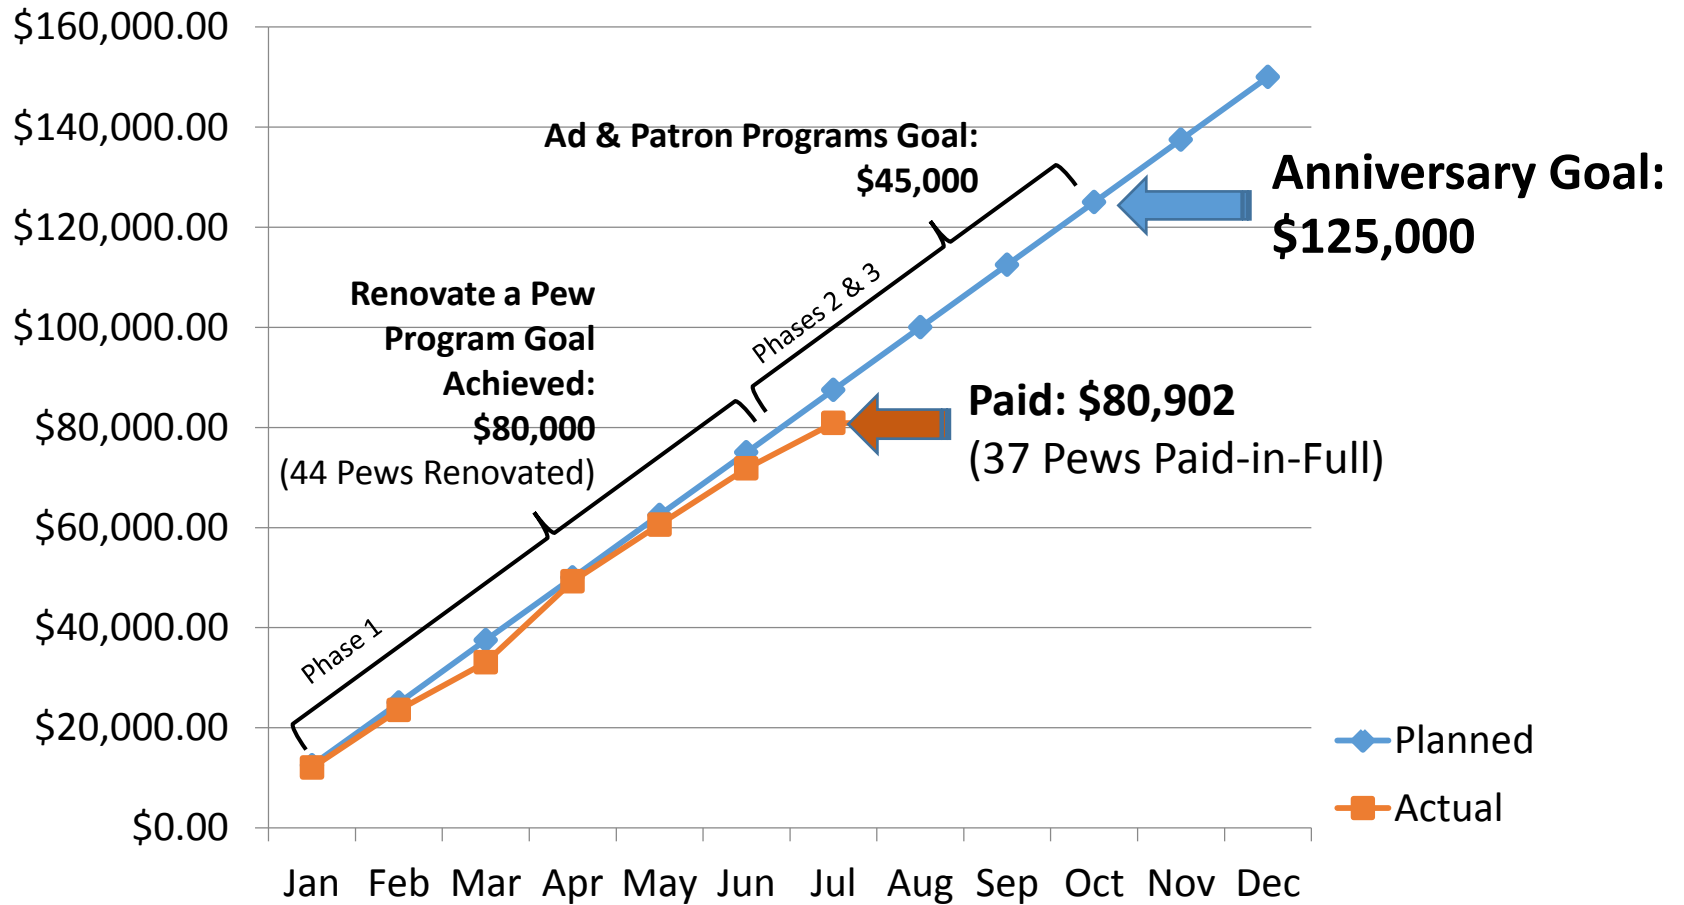 $160,000.00
$140,000.00
$120,000.00
$100,000.00
$80,000.00
$60,000.00
$40,000.00
$20,000.00
$0.00
Ad & Patron Programs Goal:
$45,000
Anniversary Goal:
$125,000
Renovate a Pew
Program Goal
Achieved:
$80,000
(44 Pews Renovated)
Phases 2 & 3
Paid: $80,902
(37 Pews Paid-in-Full)
Phase 1
Planned
Actual
Jan Feb Mar Apr May Jun Jul Aug Sep Oct Nov Dec